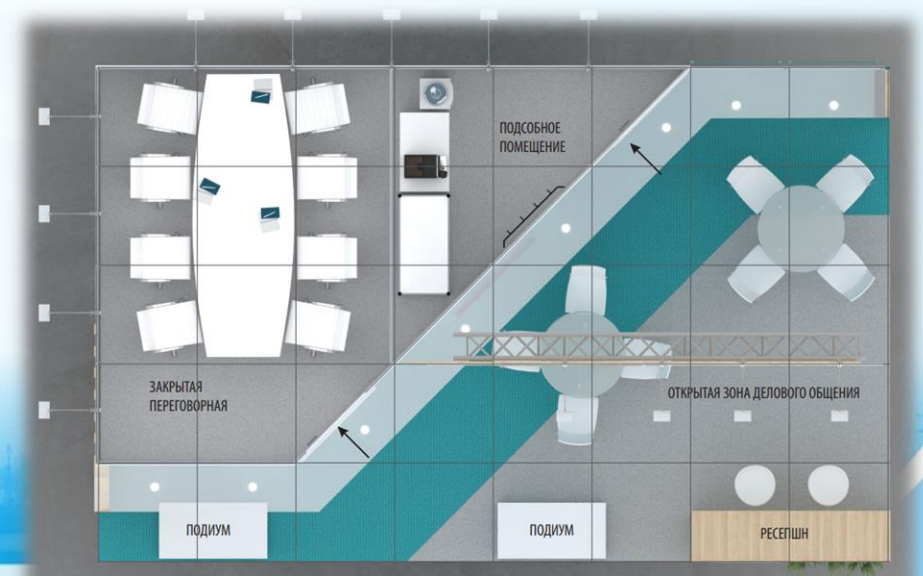 ПОДСОБНОЕ
ПОМЕЩЕНИЕ
ЗАКРЫТАЯ
ПЕРЕГОВОРНАЯ
ОТКРЫТАЯ ЗОНА ДЕЛОВОГО ОБЩЕНИЯ
ПОДИУМ
ПОДИУМ
РЕСЕПШН